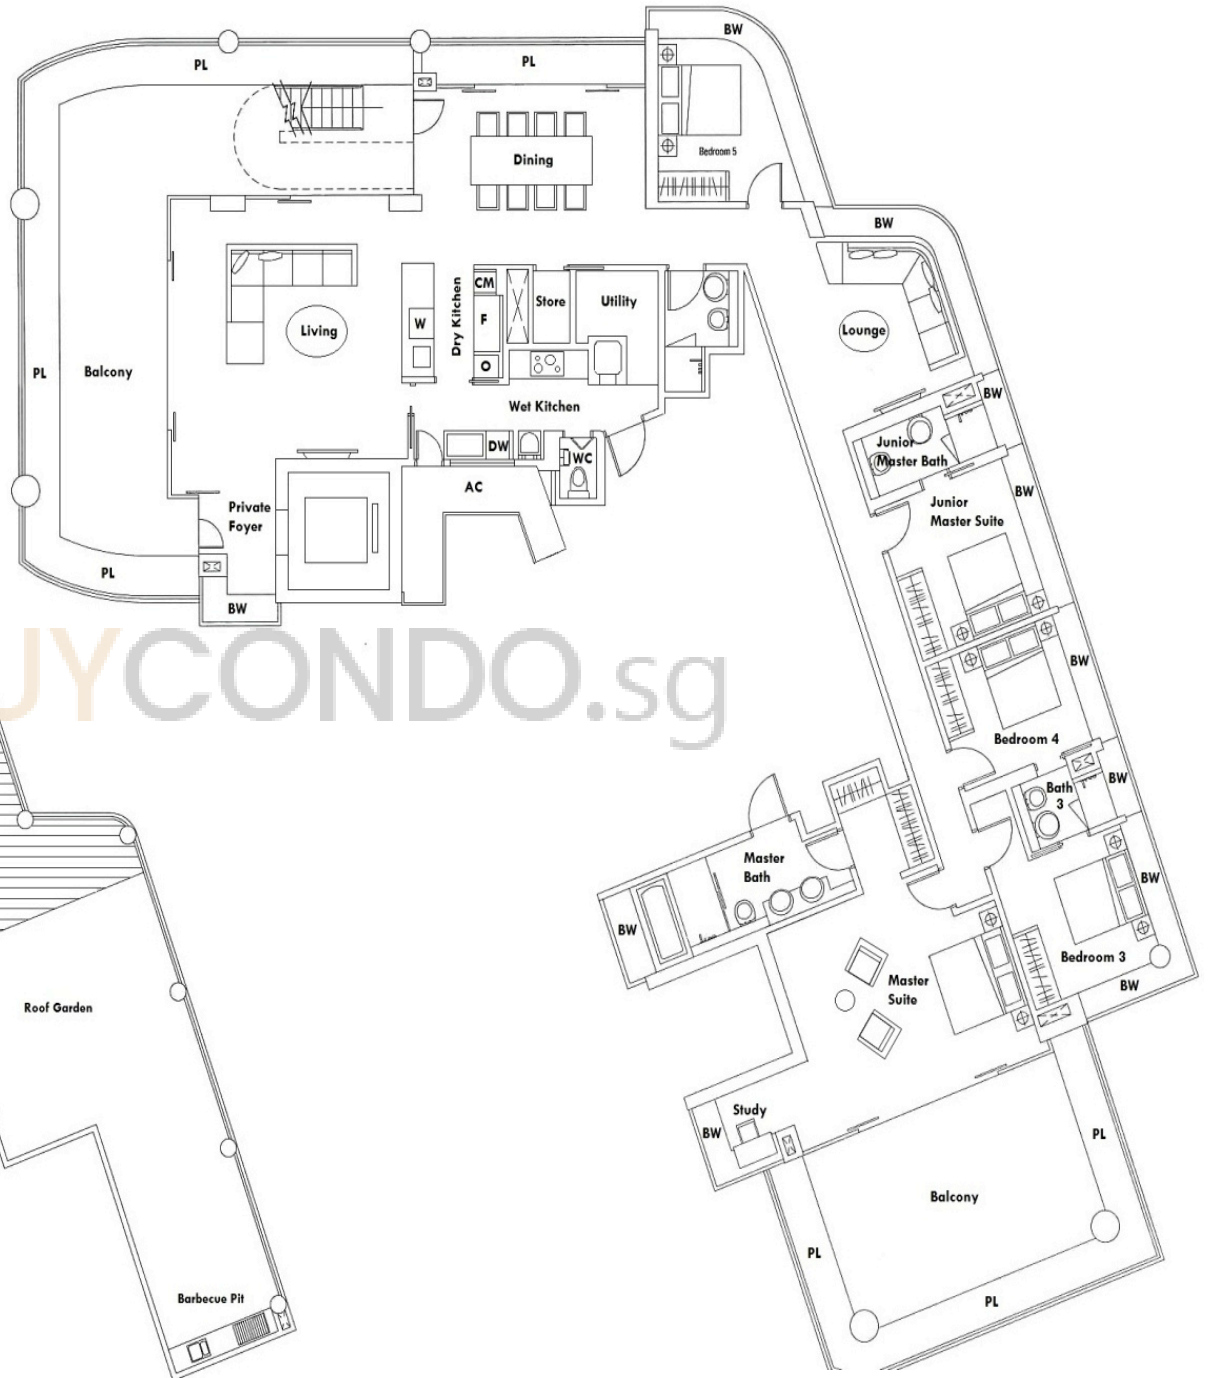 BW
PL
PL
Bedroom 5
Dining
BW
CM
Dry Kitchen
Store
Utility
F
W
Living
Lounge
O
PL
Balcony
BW
Wet Kitchen
DW
WC
Junior
Master Bath
AC
BW
Private
Foyer
Junior
Master Suite
PL
BW
UYCONDO.sg
BW
Bedroom 4
BW
Bath
3
Master
Bath
BW
BW
Bedroom 3
Master
Suite
BW
Roof Garden
Study
BW
PL
Balcony
PL
PL
Barbecue Pit